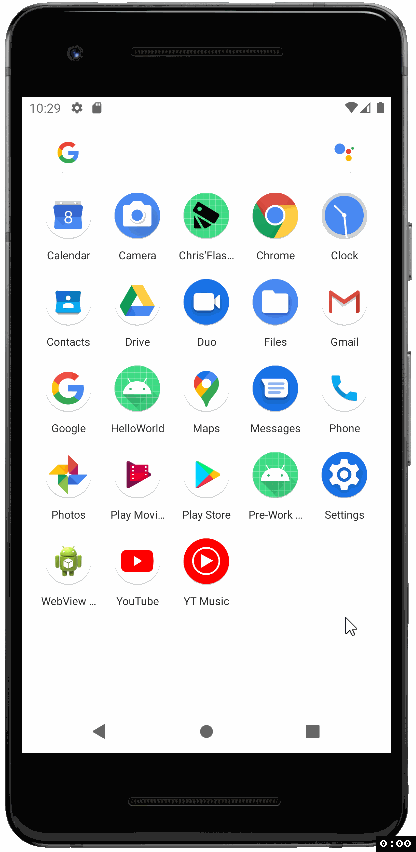 10:29
8
Calendar Camera Chris'Flas... Chrome Clock
Contacts Drive Duo Files Gmail
Google HelloWorld Maps Messages Phone
Photos Play Movi... Play Store Pre-Work ... Settings
WebView ... YouTube YT Music
0:00